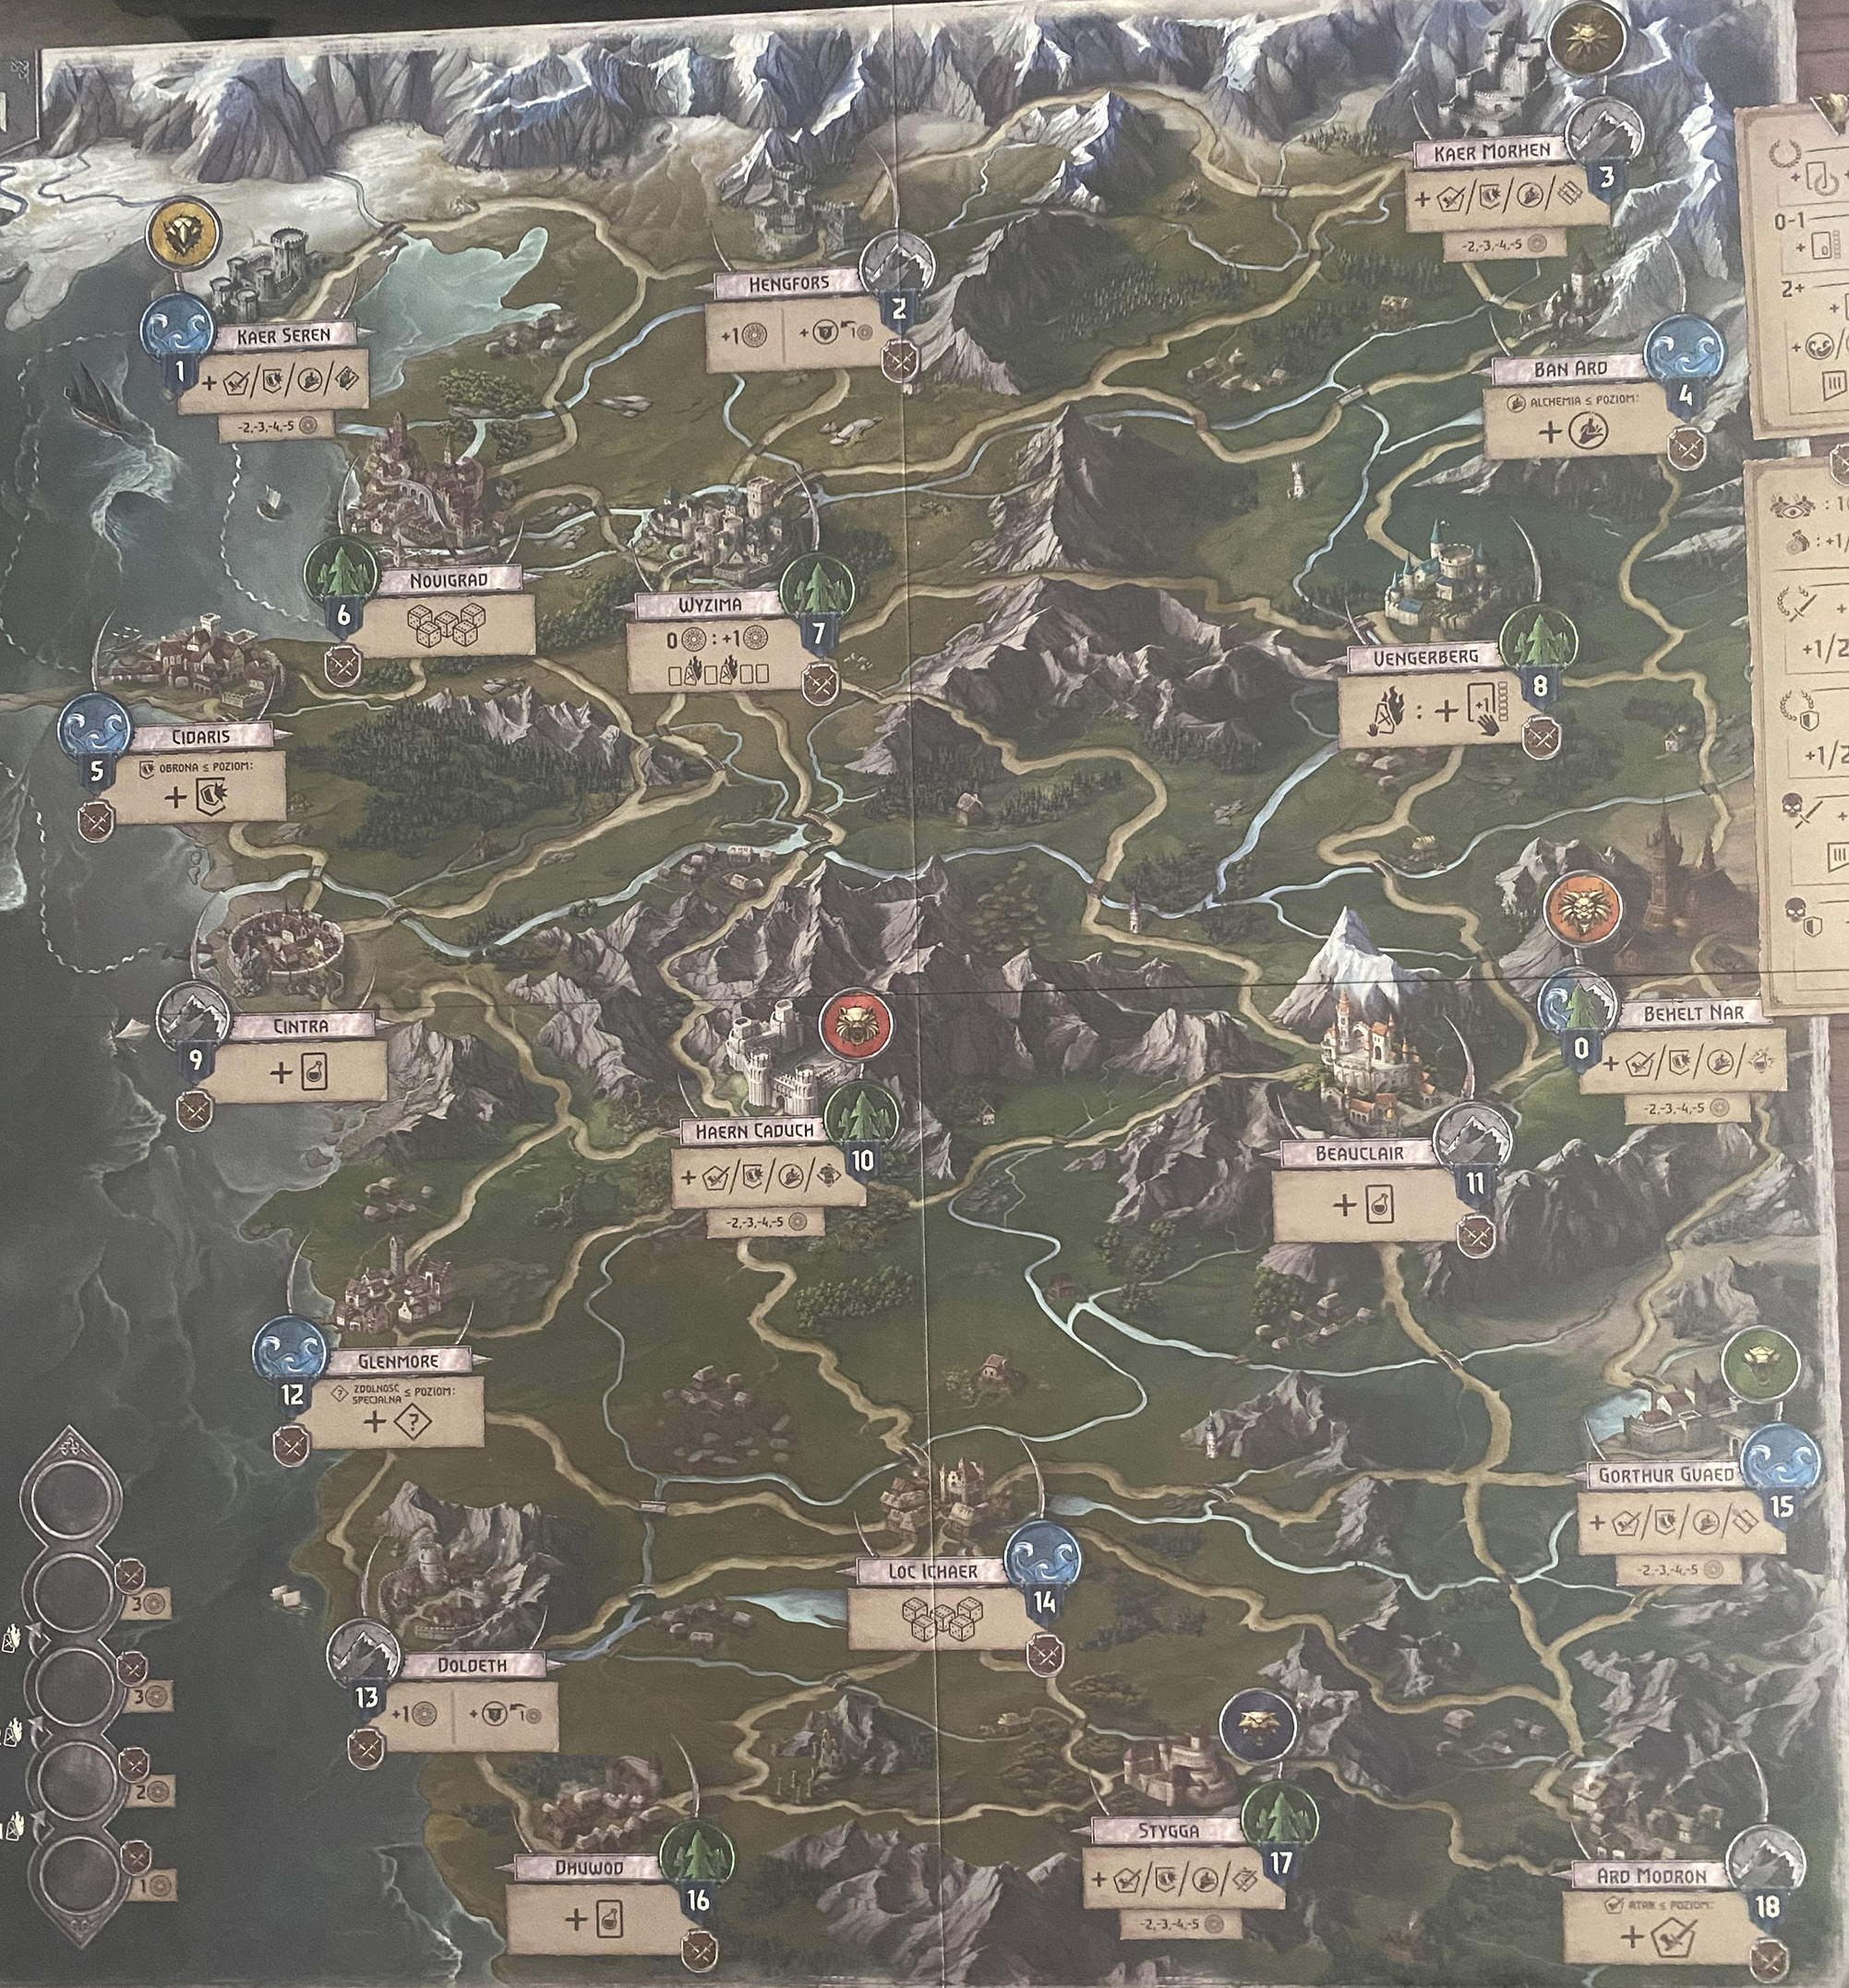 KAER MORHEN
3
+ / / /
-2,-3,-4,-5
KAER SEREN
1
+ / / /
-2,-3,-4,-5
HENGFORS
2
+1 | +
1
BAN ARD
4
ALCHEMIA ≤ POZIOM:
+
NOVIGRAD
6
WYZIMA
7
0 : +1
VENGERBERG
8
: + +1
CIDARIS
5
OBRONA ≤ POZIOM:
+
CINTRA
9
+
BEHELT NAR
0
+ / / /
-2,-3,-4,-5
HAERN CADUCH
10
+ / / /
-2,-3,-4,-5
BEAUCLAIR
11
+
GLENMORE
12
ZDOLNOŚĆ
SPECJALNA ≤ POZIOM:
+ ?
GORTHUR GVAED
15
+ / / /
-2,-3,-4,-5
LOC ICHAER
14
DOLDETH
13
+1 | +
1
3
3
2
1
DHUWOD
16
+
STYGGA
17
+ / / /
-2,-3,-4,-5
ARD MODRON
18
ATAK ≤ POZIOM:
+
0-1
2+
+1/2
+1/2